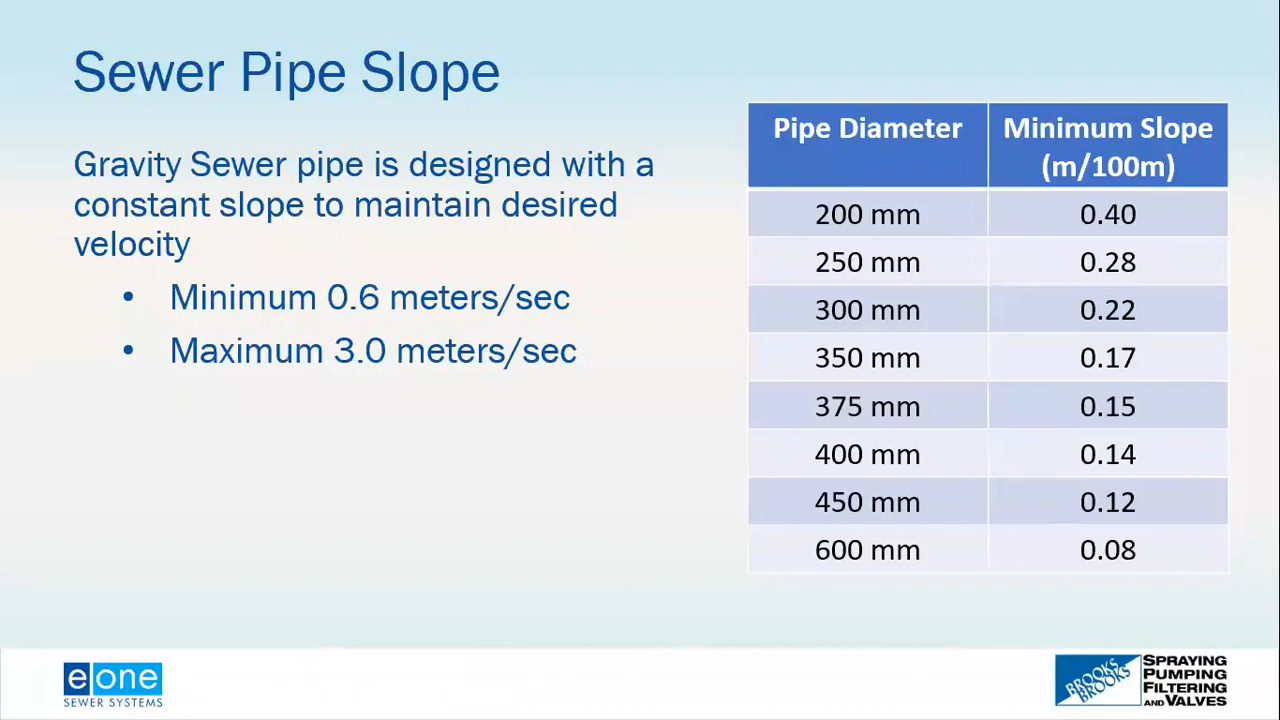 Sewer Pipe Slope
Gravity Sewer pipe is designed with a
constant slope to maintain desired
velocity
• Minimum 0.6 meters/sec
• Maximum 3.0 meters/sec
Pipe Diameter Minimum Slope
(m/100m)
200 mm 0.40
250 mm 0.28
300 mm 0.22
350 mm 0.17
375 mm 0.15
400 mm 0.14
450 mm 0.12
600 mm 0.08
eone
SEWER SYSTEMS
BROOKS
BROOKS
SPRAYING
PUMPING
FILTERING
AND VALVES